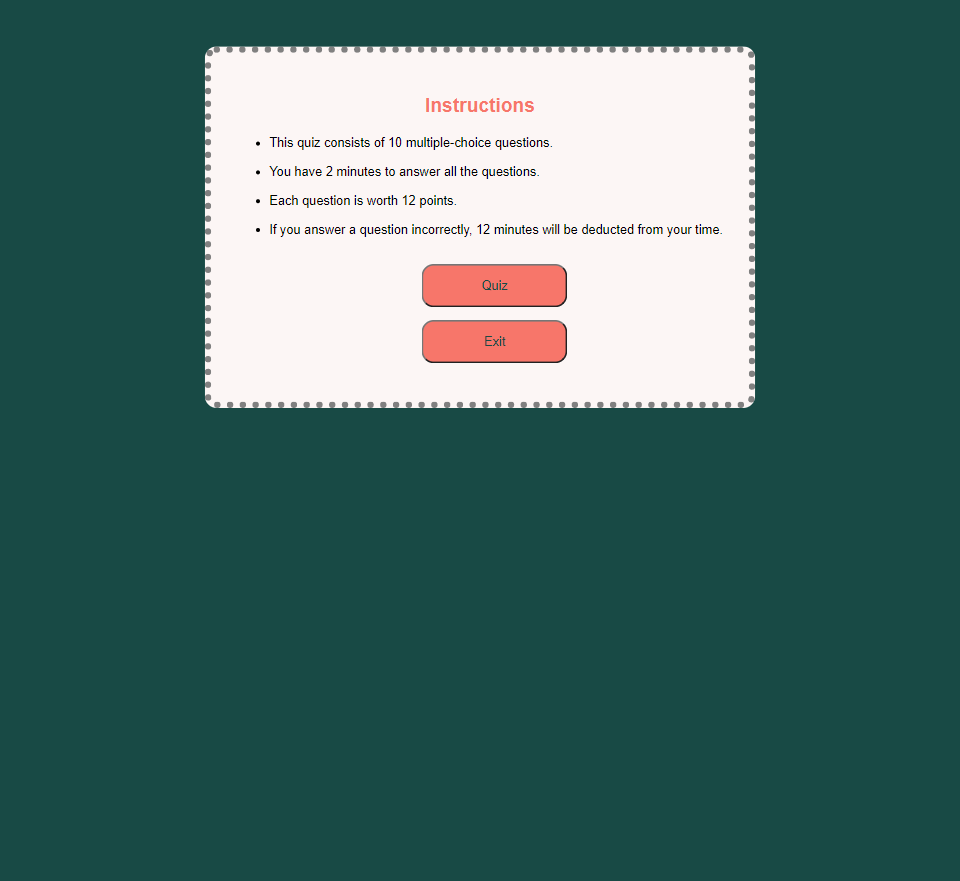 Instructions
This quiz consists of 10 multiple-choice questions.
You have 2 minutes to answer all the questions.
Each question is worth 12 points.
If you answer a question incorrectly, 12 minutes will be deducted from your time.
Quiz
Exit